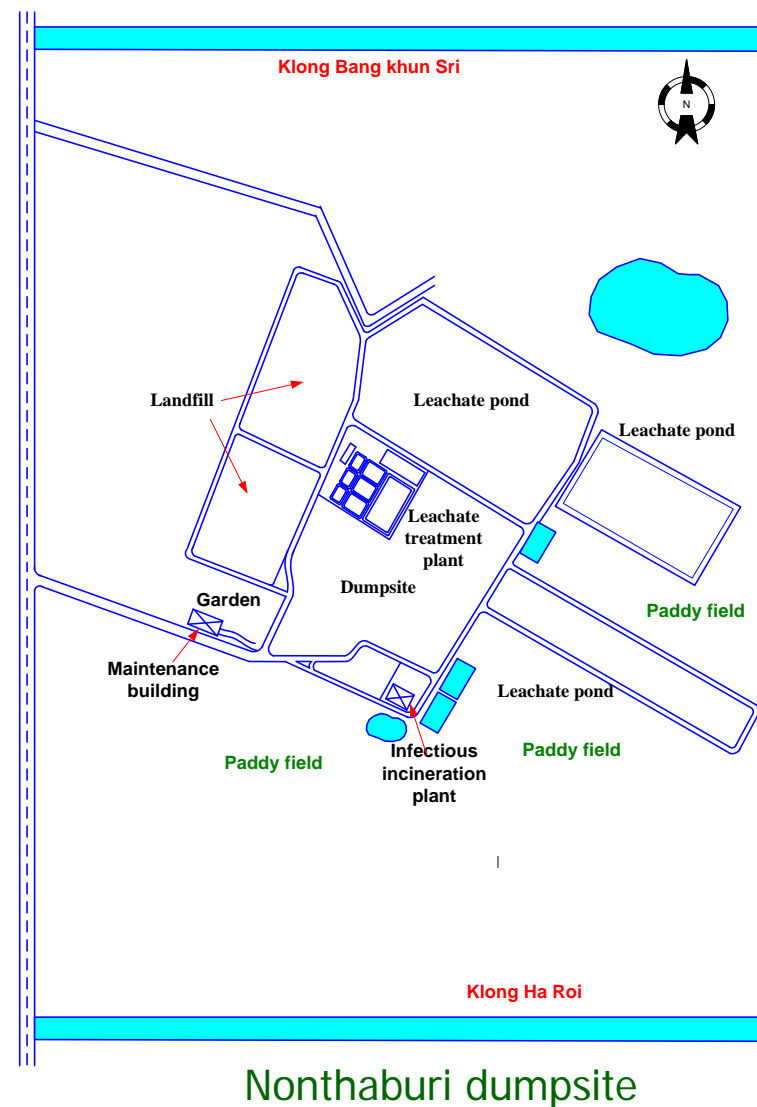 Klong Bang khun Sri
N
Landfill
Leachate pond
Leachate pond
Leachate
treatment
plant
Dumpsite
Garden
Paddy field
Maintenance
building
Leachate pond
Paddy field
Infectious
incineration
plant
Paddy field
Klong Ha Roi
Nonthaburi dumpsite